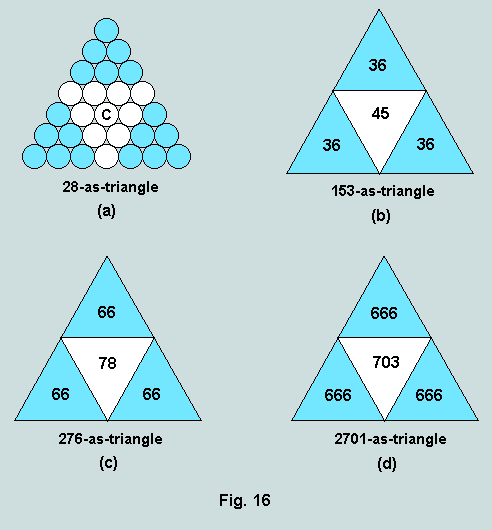 C
28-as-triangle
(a)
36
45
36 36
153-as-triangle
(b)
66
78
66 66
276-as-triangle
(c)
666
703
666 666
2701-as-triangle
(d)
Fig. 16